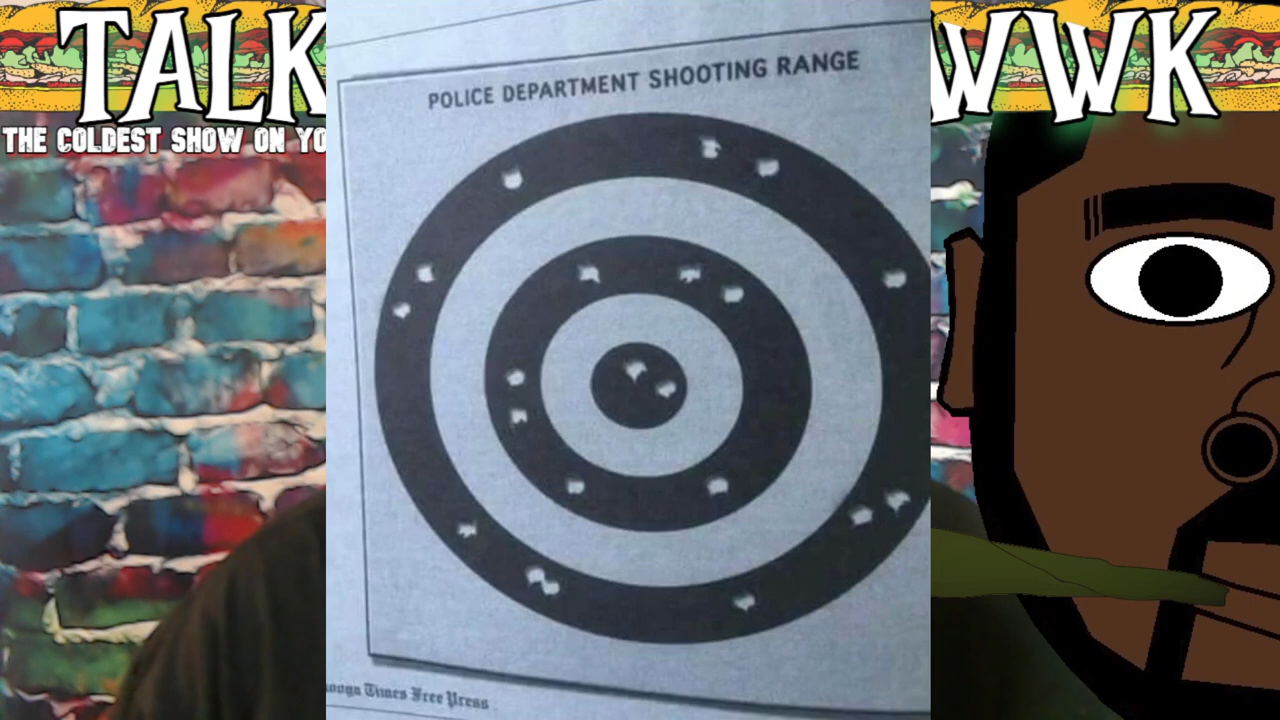 TALK
WWK
THE COLDEST SHOW ON YO
POLICE DEPARTMENT SHOOTING RANGE
ooga Times Free Press